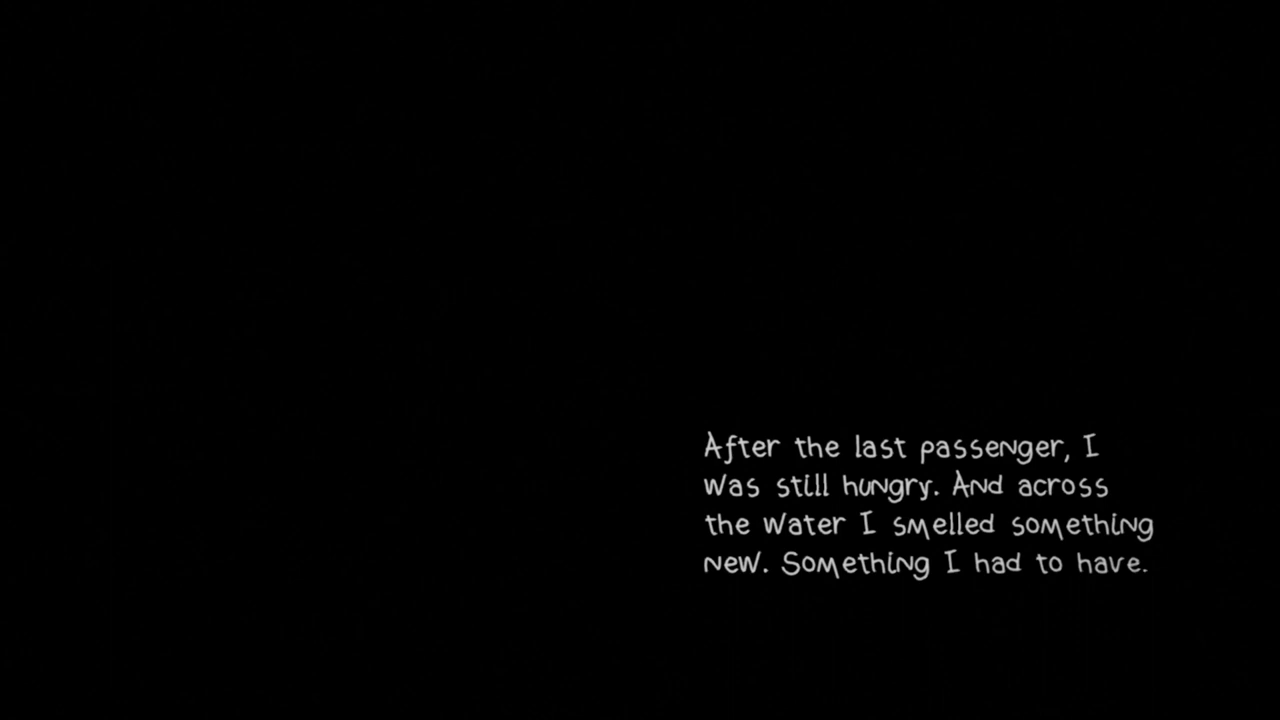 After the last passenger, I
was still hungry. And across
the water I smelled something
new. Something I had to have.